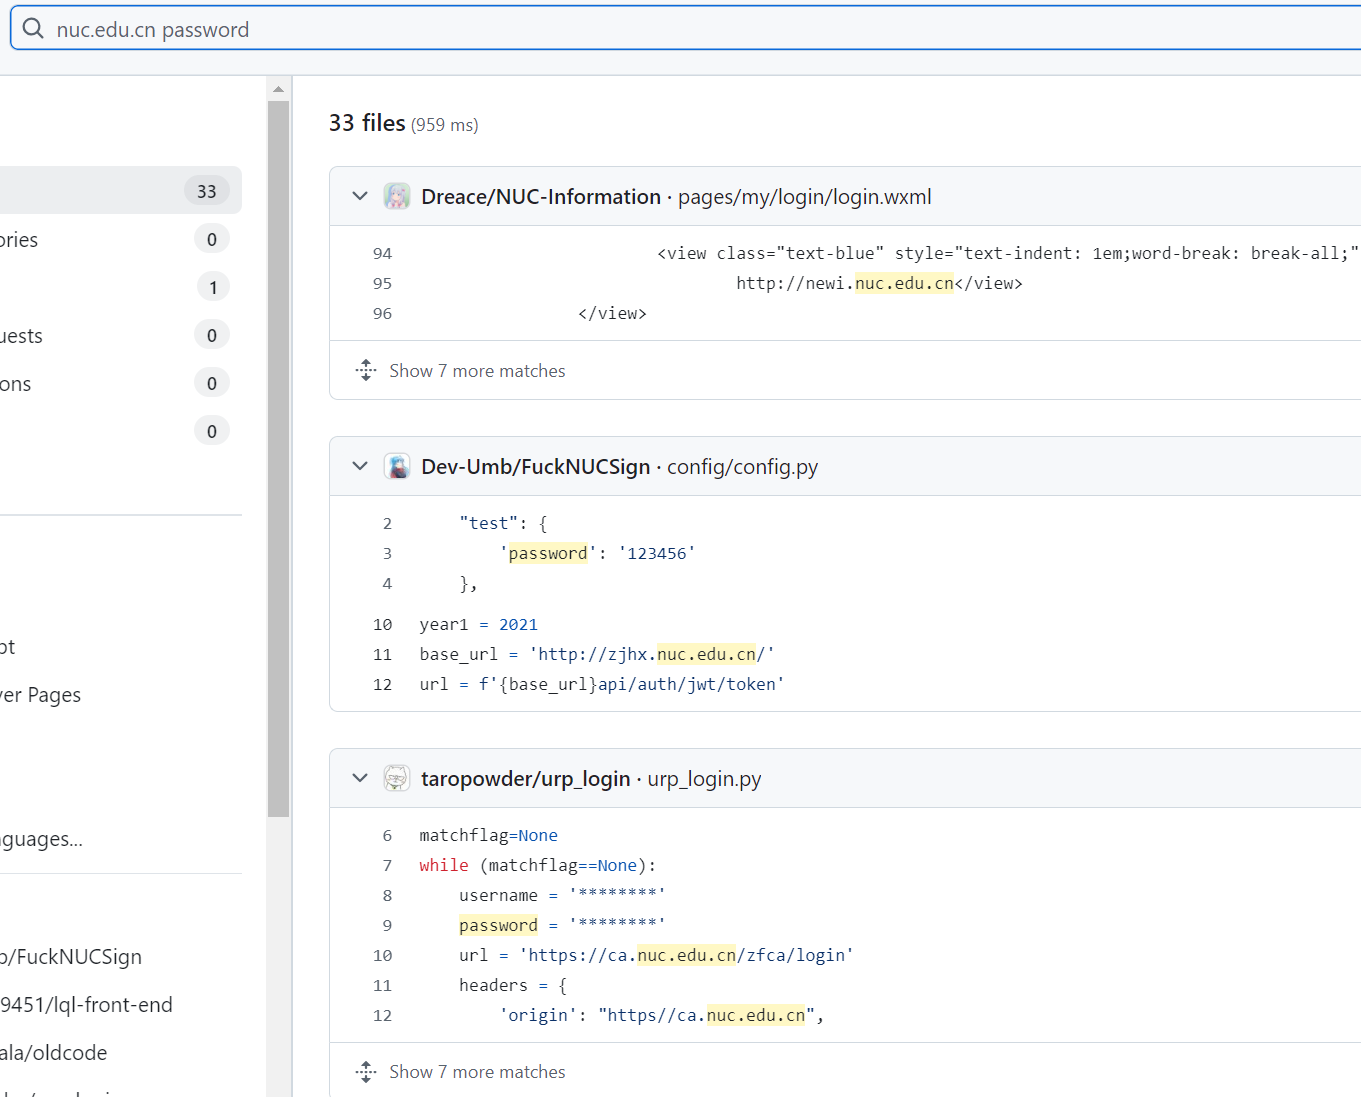 nuc.edu.cn password
33 files (959 ms)
33
ories 0
1
uests 0
ons 0
0
pt
ver Pages
nguages...
o/FuckNUCSign
9451/lql-front-end
ala/oldcode
Dreace/NUC-Information · pages/my/login/login.wxml
94 <view class="text-blue" style="text-indent: 1em;word-break: break-all;"
95 http://newi.nuc.edu.cn</view>
96 </view>
Show 7 more matches
Dev-Umb/FuckNUCSign · config/config.py
2 "test": {
3 'password': '123456'
4 },
10 year1 = 2021
11 base_url = 'http://zjhx.nuc.edu.cn/'
12 url = f'{base_url}api/auth/jwt/token'
taropowder/urp_login · urp_login.py
6 matchflag=None
7 while (matchflag==None):
8 username = '********'
9 password = '********'
10 url = 'https://ca.nuc.edu.cn/zfca/login'
11 headers = {
12 'origin': "https//ca.nuc.edu.cn",
Show 7 more matches